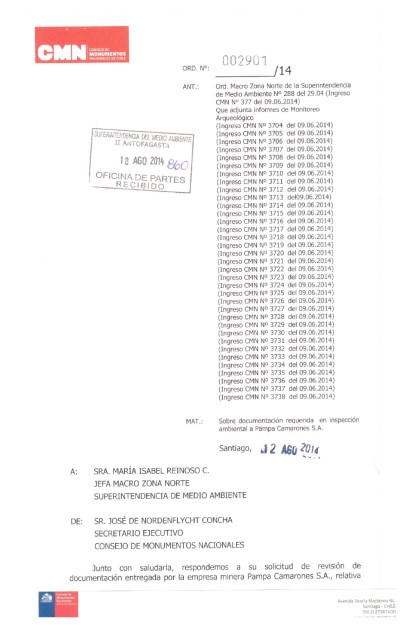 CMN CONSEJO DE
MONUMENTOS
NACIONALES DE CHILE
ORD. Nº: 002901 /14
ANT.: Ord. Macro Zona Norte de la Superintendencia
de Medio Ambiente Nº 288 del 29.04 (Ingreso
CMN Nº 377 del 09.06.2014)
Que adjunta informes de Monitoreo
Arqueológico
(Ingreso CMN Nº 3704 del 09.06.2014)
(Ingreso CMN Nº 3705 del 09.06.2014)
(Ingreso CMN Nº 3706 del 09.06.2014)
(Ingreso CMN Nº 3707 del 09.06.2014)
(Ingreso CMN Nº 3708 del 09.06.2014)
(Ingreso CMN Nº 3709 del 09.06.2014)
(Ingreso CMN Nº 3710 del 09.06.2014)
(Ingreso CMN Nº 3711 del 09.06.2014)
(Ingreso CMN Nº 3712 del 09.06.2014)
(Ingreso CMN Nº 3713 del09.06.2014)
(Ingreso CMN Nº 3714 del 09.06.2014)
(Ingreso CMN Nº 3715 del 09.06.2014)
(Ingreso CMN Nº 3716 del 09.06.2014)
(Ingreso CMN Nº 3717 del 09.06.2014)
(Ingreso CMN Nº 3718 del 09.06.2014)
(Ingreso CMN Nº 3719 del 09.06.2014)
(Ingreso CMN Nº 3720 del 09.06.2014)
(Ingreso CMN Nº 3721 del 09.06.2014)
(Ingreso CMN Nº 3722 del 09.06.2014)
(Ingreso CMN Nº 3723 del 09.06.2014)
(Ingreso CMN Nº 3724 del 09.06.2014)
(Ingreso CMN Nº 3725 del 09.06.2014)
(Ingreso CMN Nº 3726 del 09.06.2014)
(Ingreso CMN Nº 3727 del 09.06.2014)
(Ingreso CMN Nº 3728 del 09.06.2014)
(Ingreso CMN Nº 3729 del 09.06.2014)
(Ingreso CMN Nº 3730 del 09.06.2014)
(Ingreso CMN Nº 3731 del 09.06.2014)
(Ingreso CMN Nº 3732 del 09.06.2014)
(Ingreso CMN Nº 3733 del 09.06.2014)
(Ingreso CMN Nº 3734 del 09.06.2014)
(Ingreso CMN Nº 3735 del 09.06.2014)
(Ingreso CMN Nº 3736 del 09.06.2014)
(Ingreso CMN Nº 3737 del 09.06.2014)
(Ingreso CMN Nº 3738 del 09.06.2014)
SUPERINTENDENCIA DEL MEDIO AMBIENTE
II ANTOFAGASTA
18 AGO 2014 860
OFICINA DE PARTES
RECIBIDO
MAT.: Sobre documentación requerida en inspección
ambiental a Pampa Camarones S.A.
Santiago, 12 AGO 2014
A: SRA. MARÍA ISABEL REINOSO C.
JEFA MACRO ZONA NORTE
SUPERINTENDENCIA DE MEDIO AMBIENTE
DE: SR. JOSÉ DE NORDENFLYCHT CONCHA
SECRETARIO EJECUTIVO
CONSEJO DE MONUMENTOS NACIONALES
Junto con saludarla, respondemos a su solicitud de revisión de
documentación entregada por la empresa minera Pampa Camarones S.A., relativa
Santiago - CHILE